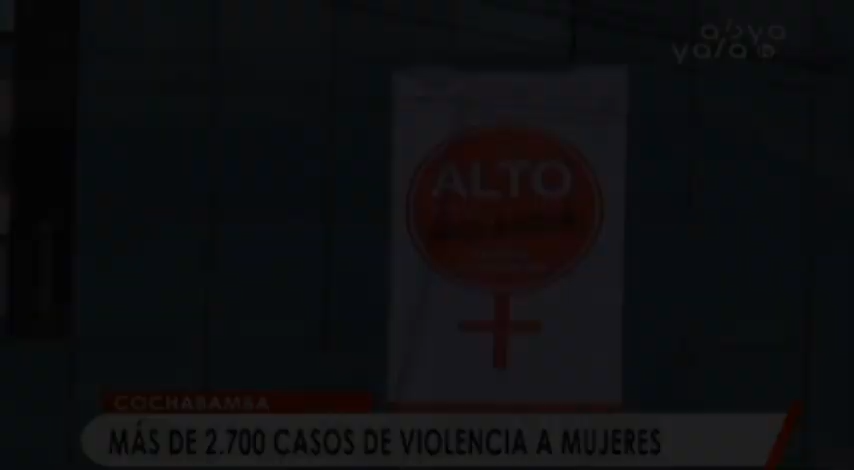 abya
yala
ALTO
COCHABAMBA
MÁS DE 2.700 CASOS DE VIOLENCIA A MUJERES